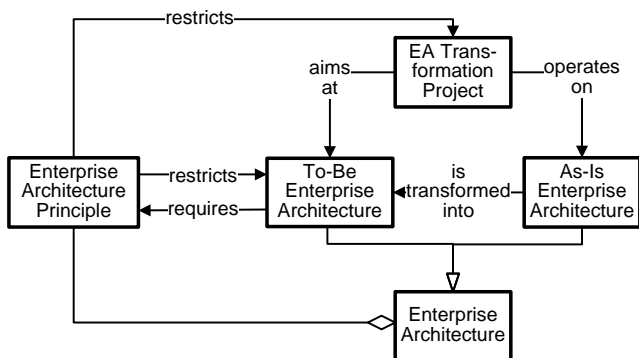 restricts
EA Trans-
formation
Project
aims
at
operates
on
Enterprise
Architecture
Principle
restricts
requires
To-Be
Enterprise
Architecture
is
transformed
into
As-Is
Enterprise
Architecture
Enterprise
Architecture